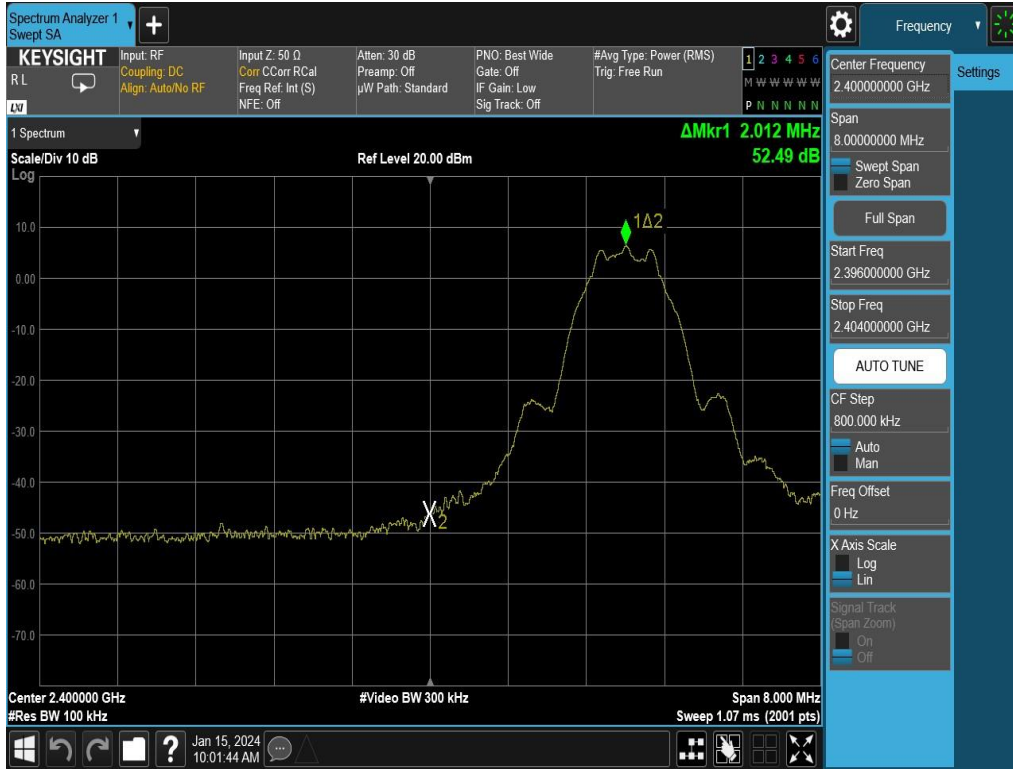 Spectrum Analyzer 1
Swept SA
Frequency
KEYSIGHT
R L
LXI
Input: RF
Coupling: DC
Align: Auto/No RF
Input Z: 50 Ω
Corr CCorr RCal
Freq Ref: Int (S)
NFE: Off
Atten: 30 dB
Preamp: Off
µW Path: Standard
PNO: Best Wide
Gate: Off
IF Gain: Low
Sig Track: Off
#Avg Type: Power (RMS)
Trig: Free Run
1 2 3 4 5 6
M W W W W W
P N N N N N
1 Spectrum
ΔMkr1 2.012 MHz
52.49 dB
Scale/Div 10 dB
Ref Level 20.00 dBm
Log
10.0
0.00
-10.0
-20.0
-30.0
-40.0
-50.0
-60.0
-70.0
1Δ2
2
Center 2.400000 GHz
#Video BW 300 kHz
Span 8.000 MHz
#Res BW 100 kHz
Sweep 1.07 ms (2001 pts)
Center Frequency
2.400000000 GHz
Settings
Span
8.00000000 MHz
Swept Span
Zero Span
Full Span
Start Freq
2.396000000 GHz
Stop Freq
2.404000000 GHz
AUTO TUNE
CF Step
800.000 kHz
Auto
Man
Freq Offset
0 Hz
X Axis Scale
Log
Lin
Signal Track
(Span Zoom)
On
Off
?
Jan 15, 2024
10:01:44 AM